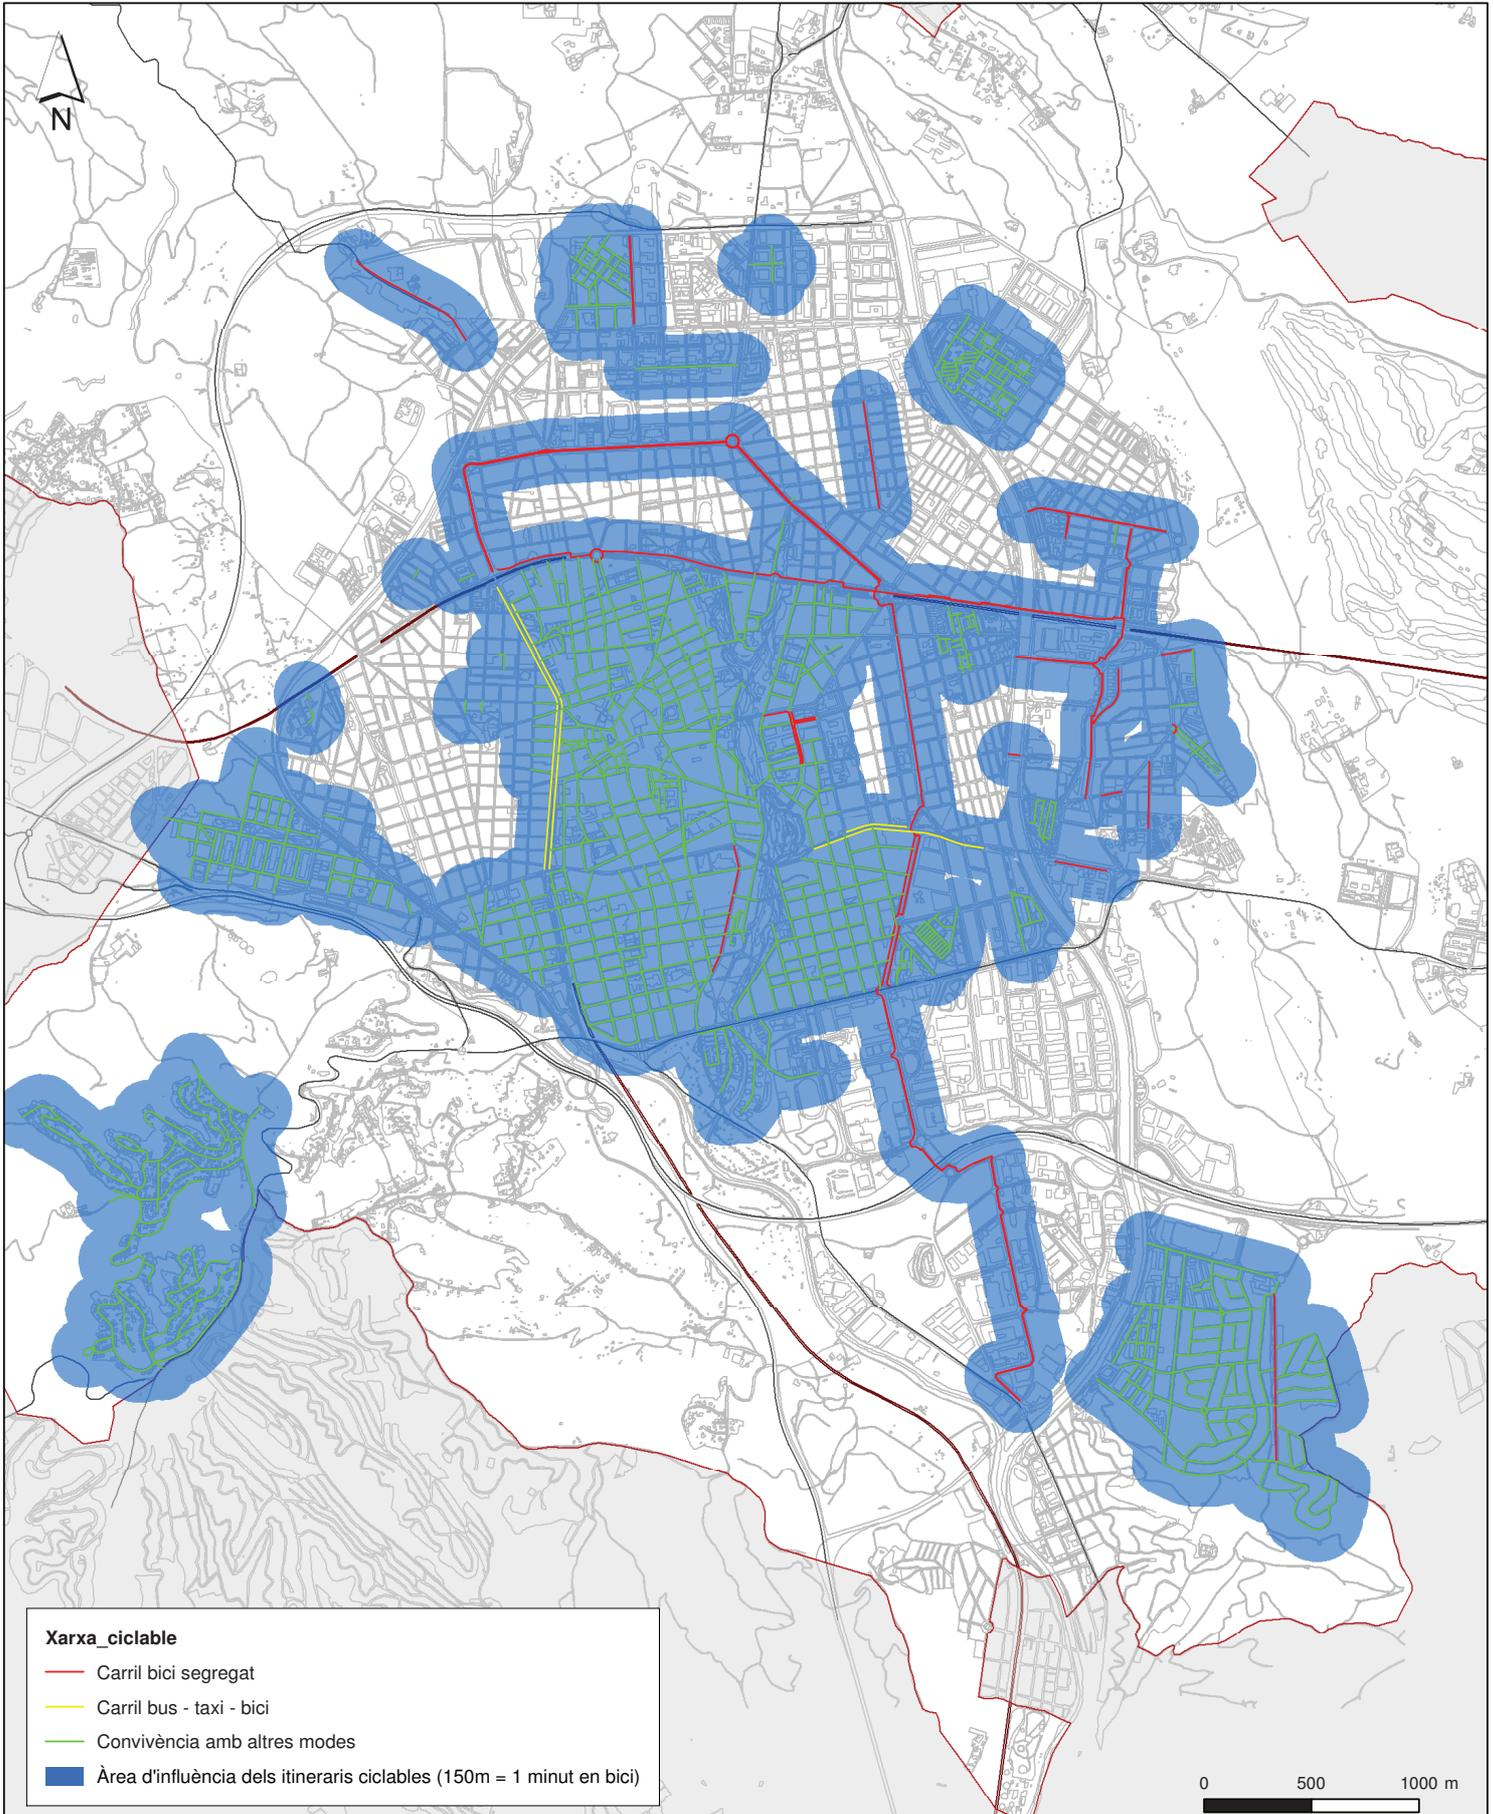 N
Xarxa_ciclable
Carril bici segregat
Carril bus - taxi - bici
Convivència amb altres modes
Àrea d'influència dels itineraris ciclables (150m = 1 minut en bici)
0 500 1000 m